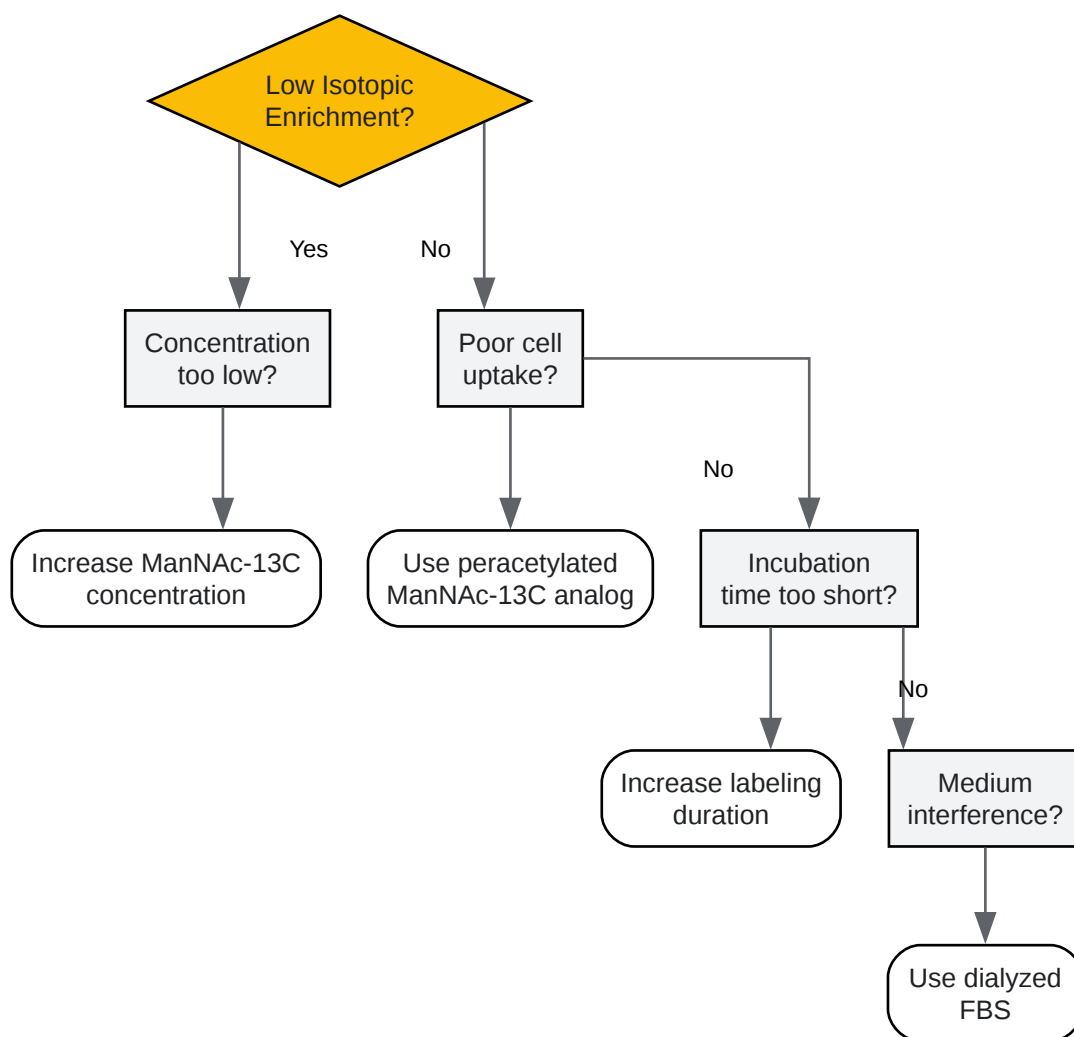 Low Isotopic
Enrichment?
Yes
No
Concentration
too low?
Poor cell
uptake?
No
Increase ManNAc-13C
concentration
Use peracetylated
ManNAc-13C analog
Incubation
time too short?
No
Increase labeling
duration
Medium
interference?
Use dialyzed
FBS